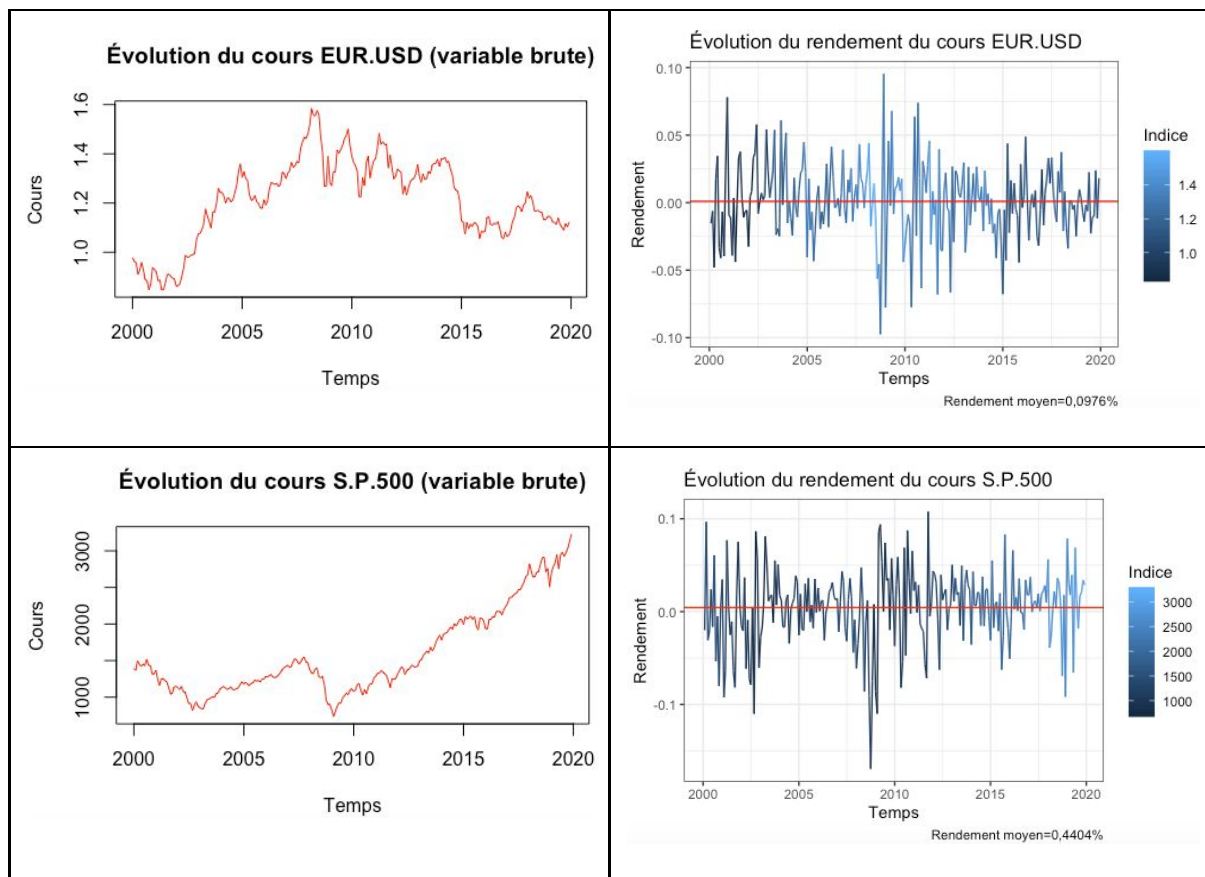 Évolution du cours EUR.USD (variable brute)
Cours
1.6
1.4
1.2
1.0
2000 2005 2010 2015 2020
Temps
Évolution du rendement du cours EUR.USD
Rendement
0.10
0.05
0.00
-0.05
-0.10
2000 2005 2010 2015 2020
Temps
Indice
1.4
1.2
1.0
Rendement moyen=0,0976%
Évolution du cours S.P.500 (variable brute)
Cours
3000
2000
1000
2000 2005 2010 2015 2020
Temps
Évolution du rendement du cours S.P.500
Rendement
0.1
0.0
-0.1
2000 2005 2010 2015 2020
Temps
Indice
3000
2500
2000
1500
1000
Rendement moyen=0,4404%